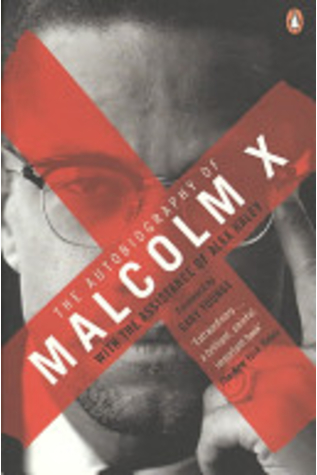 THE AUTOBIOGRAPHY OF
MALCOLM X
WITH THE ASSISTANCE OF ALEX HALEY
Foreword by
GARY YOUNGE
'Extraordinary ...
a brilliant, painful,
important book'
The New York Times